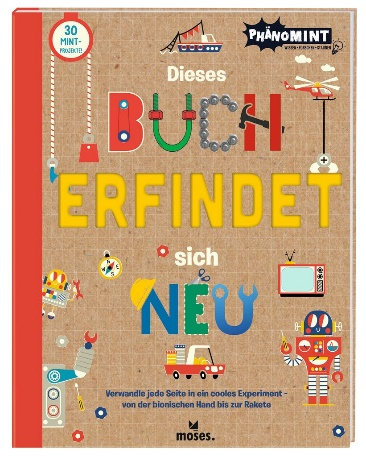 30
MINT-
PROJEKTE!
PHÄNOMINT
Dieses
BUCH
ERFINDET
sich
NEU
Verwandle jede Seite in ein cooles Experiment –
von der bionischen Hand bis zur Rakete
moses.